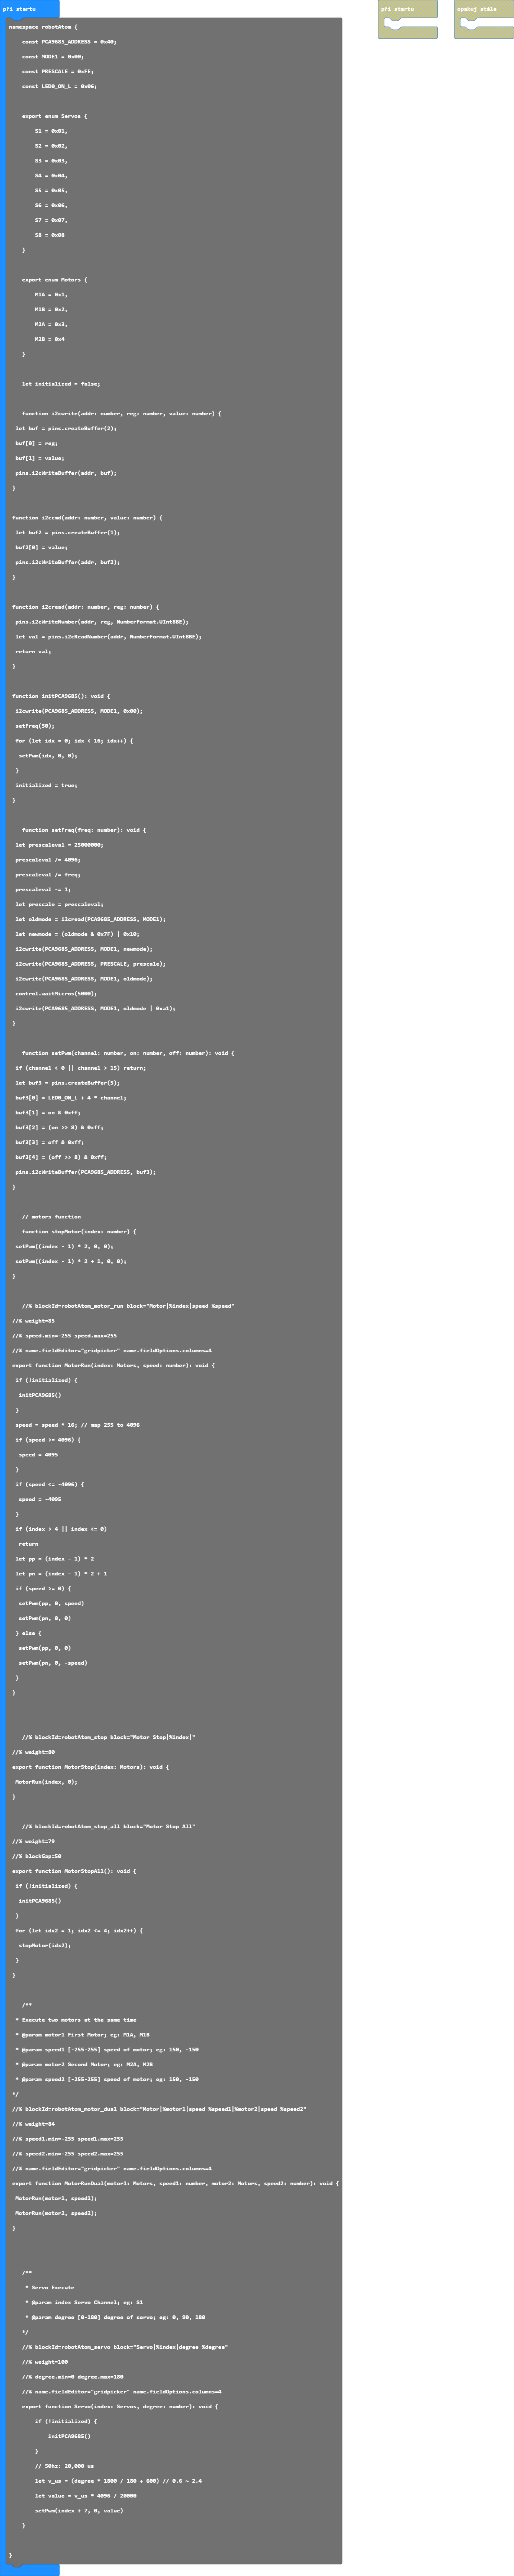 při startu
namespace robotAtom {
const PCA9685_ADDRESS = 0x40;
const MODE1 = 0x00;
const PRESCALE = 0xFE;
const LED0_ON_L = 0x06;
export enum Servos {
S1 = 0x01,
S2 = 0x02,
S3 = 0x03,
S4 = 0x04,
S5 = 0x05,
S6 = 0x06,
S7 = 0x07,
S8 = 0x08
}
export enum Motors {
M1A = 0x1,
M1B = 0x2,
M2A = 0x3,
M2B = 0x4
}
let initialized = false;
function i2cwrite(addr: number, reg: number, value: number) {
let buf = pins.createBuffer(2);
buf[0] = reg;
buf[1] = value;
pins.i2cWriteBuffer(addr, buf);
}
function i2ccmd(addr: number, value: number) {
let buf2 = pins.createBuffer(1);
buf2[0] = value;
pins.i2cWriteBuffer(addr, buf2);
}
function i2cread(addr: number, reg: number) {
pins.i2cWriteNumber(addr, reg, NumberFormat.UInt8BE);
let val = pins.i2cReadNumber(addr, NumberFormat.UInt8BE);
return val;
}
function initPCA9685(): void {
i2cwrite(PCA9685_ADDRESS, MODE1, 0x00);
setFreq(50);
for (let idx = 0; idx < 16; idx++) {
setPwm(idx, 0, 0);
}
initialized = true;
}
function setFreq(freq: number): void {
let prescaleval = 25000000;
prescaleval /= 4096;
prescaleval /= freq;
prescaleval -= 1;
let prescale = prescaleval;
let oldmode = i2cread(PCA9685_ADDRESS, MODE1);
let newmode = (oldmode & 0x7F) | 0x10;
i2cwrite(PCA9685_ADDRESS, MODE1, newmode);
i2cwrite(PCA9685_ADDRESS, PRESCALE, prescale);
i2cwrite(PCA9685_ADDRESS, MODE1, oldmode);
control.waitMicros(5000);
i2cwrite(PCA9685_ADDRESS, MODE1, oldmode | 0xa1);
}
function setPwm(channel: number, on: number, off: number): void {
if (channel < 0 || channel > 15) return;
let buf3 = pins.createBuffer(5);
buf3[0] = LED0_ON_L + 4 * channel;
buf3[1] = on & 0xff;
buf3[2] = (on >> 8) & 0xff;
buf3[3] = off & 0xff;
buf3[4] = (off >> 8) & 0xff;
pins.i2cWriteBuffer(PCA9685_ADDRESS, buf3);
}
// motors function
function stopMotor(index: number) {
setPwm((index - 1) * 2, 0, 0);
setPwm((index - 1) * 2 + 1, 0, 0);
}
//% blockId=robotAtom_motor_run block="Motor|%index|speed %speed"
//% weight=85
//% speed.min=-255 speed.max=255
//% name.fieldEditor="gridpicker" name.fieldOptions.columns=4
export function MotorRun(index: Motors, speed: number): void {
if (!initialized) {
initPCA9685()
}
speed = speed * 16; // map 255 to 4096
if (speed >= 4096) {
speed = 4095
}
if (speed <= -4096) {
speed = -4095
}
if (index > 4 || index <= 0)
return
let pp = (index - 1) * 2
let pn = (index - 1) * 2 + 1
if (speed >= 0) {
setPwm(pp, 0, speed)
setPwm(pn, 0, 0)
} else {
setPwm(pp, 0, 0)
setPwm(pn, 0, -speed)
}
}
//% blockId=robotAtom_stop block="Motor Stop|%index|"
//% weight=80
export function MotorStop(index: Motors): void {
MotorRun(index, 0);
}
//% blockId=robotAtom_stop_all block="Motor Stop All"
//% weight=79
//% blockGap=50
export function MotorStopAll(): void {
if (!initialized) {
initPCA9685()
}
for (let idx2 = 1; idx2 <= 4; idx2++) {
stopMotor(idx2);
}
}
/**
* Execute two motors at the same time
* @param motor1 First Motor; eg: M1A, M1B
* @param speed1 [-255-255] speed of motor; eg: 150, -150
* @param motor2 Second Motor; eg: M2A, M2B
* @param speed2 [-255-255] speed of motor; eg: 150, -150
*/
//% blockId=robotAtom_motor_dual block="Motor|%motor1|speed %speed1|%motor2|speed %speed2"
//% weight=84
//% speed1.min=-255 speed1.max=255
//% speed2.min=-255 speed2.max=255
//% name.fieldEditor="gridpicker" name.fieldOptions.columns=4
export function MotorRunDual(motor1: Motors, speed1: number, motor2: Motors, speed2: number): void {
MotorRun(motor1, speed1);
MotorRun(motor2, speed2);
}
/**
* Servo Execute
* @param index Servo Channel; eg: S1
* @param degree [0-180] degree of servo; eg: 0, 90, 180
*/
//% blockId=robotAtom_servo block="Servo|%index|degree %degree"
//% weight=100
//% degree.min=0 degree.max=180
//% name.fieldEditor="gridpicker" name.fieldOptions.columns=4
export function Servo(index: Servos, degree: number): void {
if (!initialized) {
initPCA9685()
}
// 50hz: 20,000 us
let v_us = (degree * 1800 / 180 + 600) // 0.6 ~ 2.4
let value = v_us * 4096 / 20000
setPwm(index + 7, 0, value)
}
}
při startu
opakuj stále